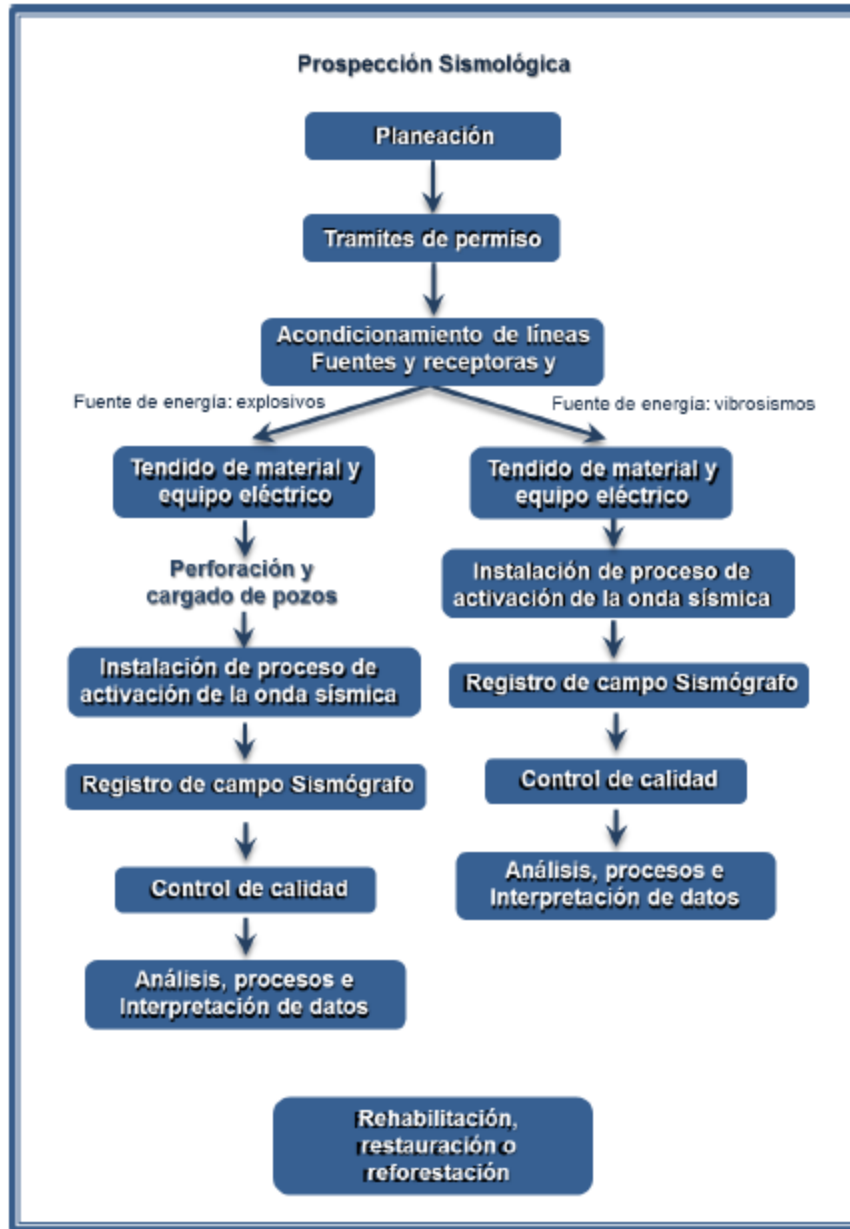 Prospección Sismológica
Planeación
Tramites de permiso
Acondicionamiento de líneas
Fuentes y receptoras y
Fuente de energía: explosivos
Fuente de energía: vibrosismos
Tendido de material y
equipo eléctrico
Perforación y
cargado de pozos
Instalación de proceso de
activación de la onda sísmica
Registro de campo Sismógrafo
Control de calidad
Análisis, procesos e
Interpretación de datos
Tendido de material y
equipo eléctrico
Instalación de proceso de
activación de la onda sísmica
Registro de campo Sismógrafo
Control de calidad
Análisis, procesos e
Interpretación de datos
Rehabilitación,
restauración o
reforestación